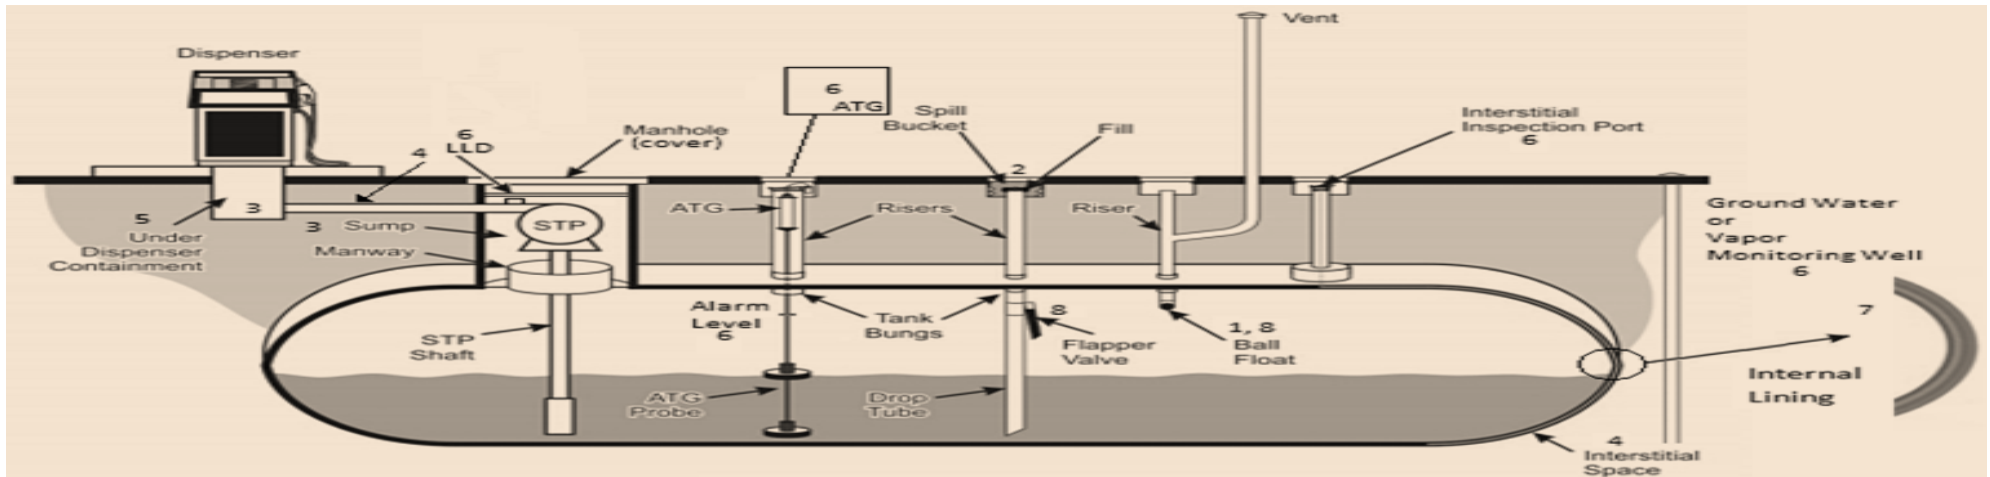 Vent
Dispenser
6
ATG
Spill
Bucket
Fill
Interstitial
Inspection Port
6
6
LLD
Manhole
(cover)
4
2
5
Under
Dispenser
Containment
3
3
Sump
Manway
STP
ATG
Risers
Riser
Ground Water
or
Vapor
Monitoring Well
6
Alarm
Level
6
Tank
Bungs
8
Flapper
Valve
1, 8
Ball
Float
7
STP
Shaft
ATG
Probe
Drop
Tube
Internal
Lining
4
Interstitial
Space